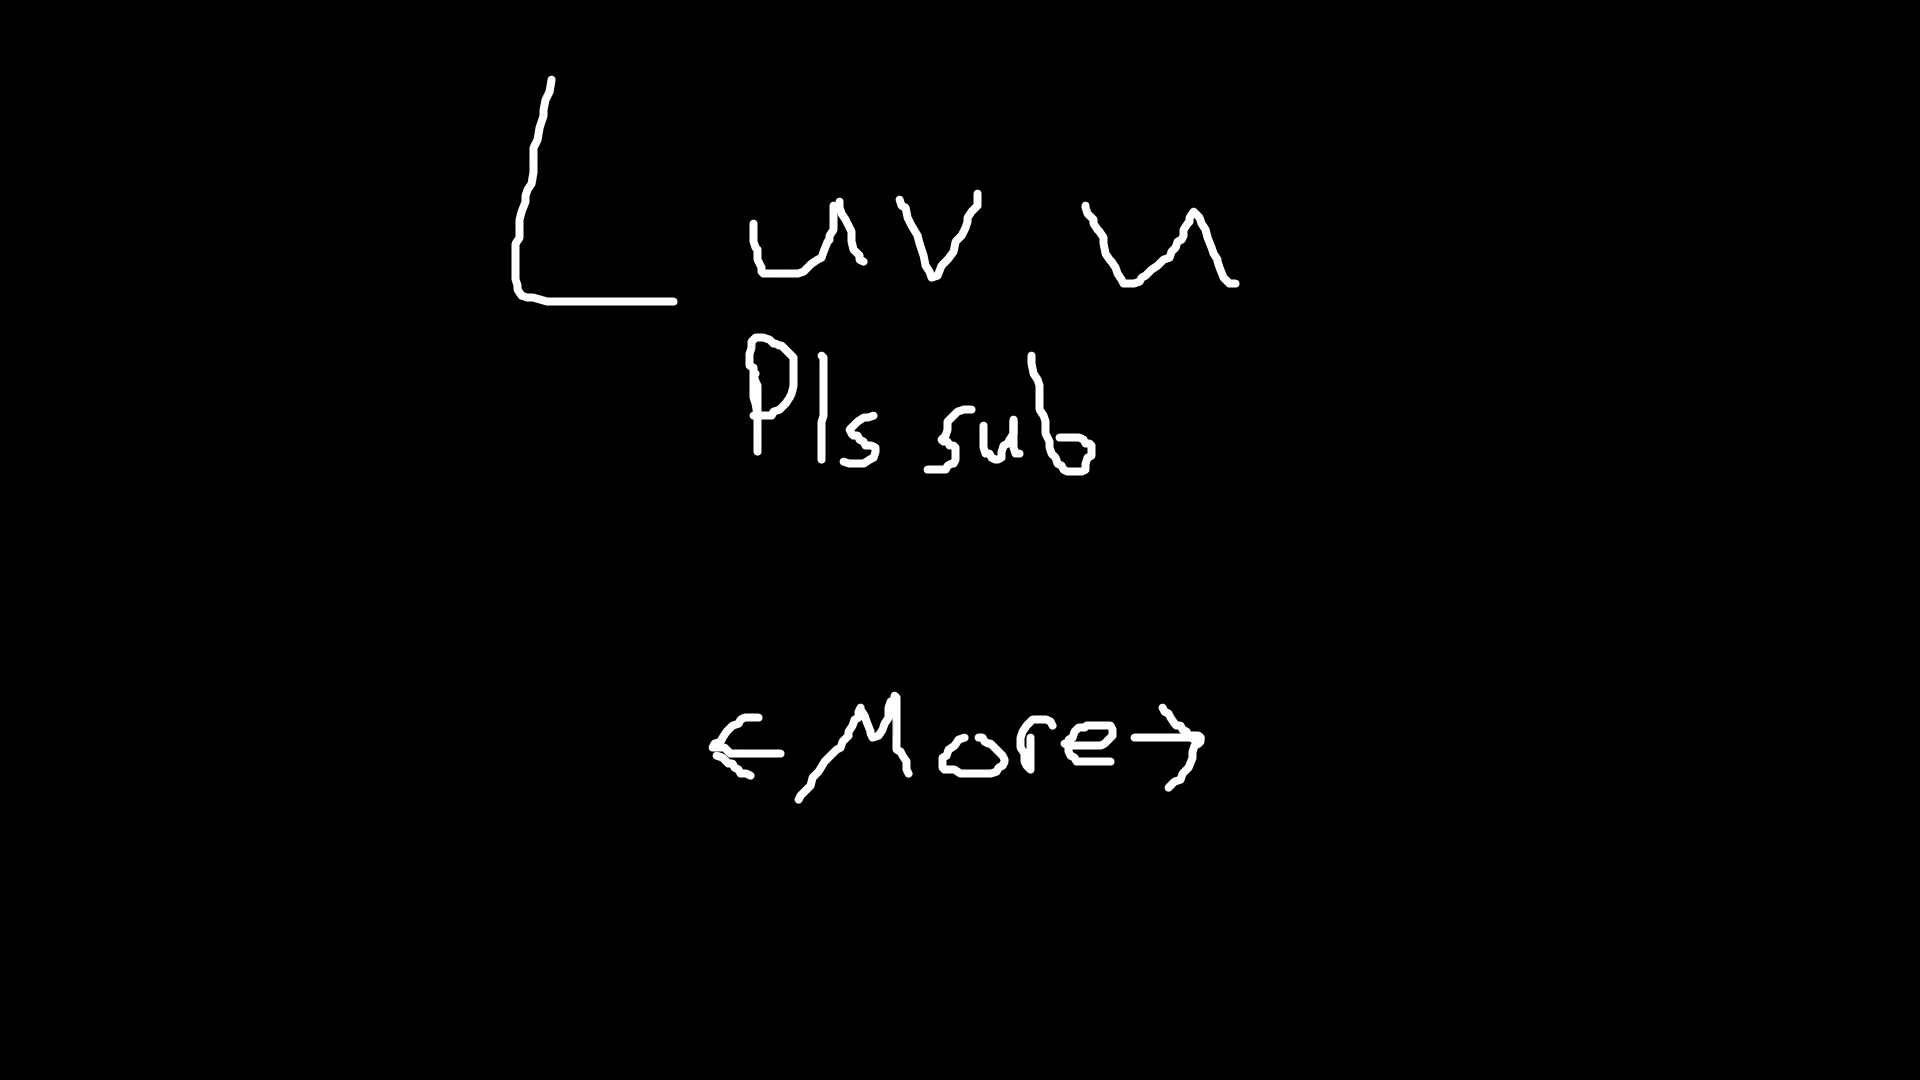 Luv u
Pls sub
← More →